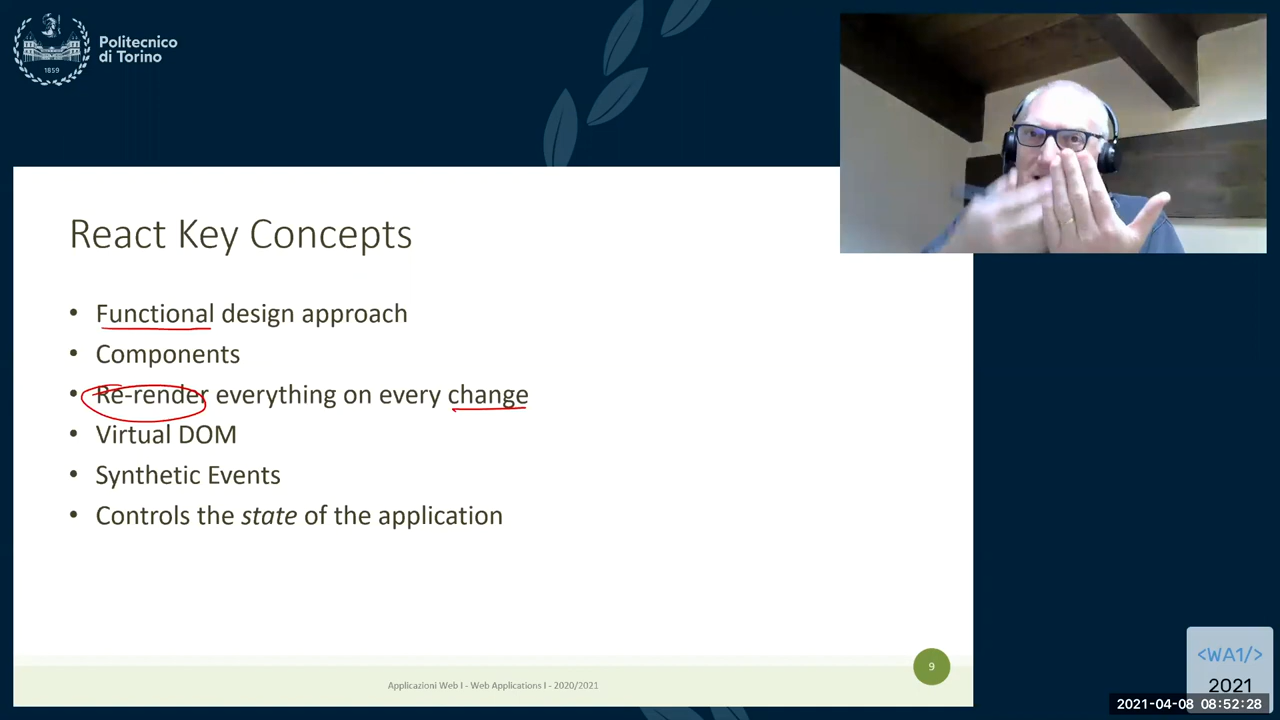 Politecnico
di Torino
1859
React Key Concepts
• Functional design approach
• Components
• Re-render everything on every change
• Virtual DOM
• Synthetic Events
• Controls the state of the application
9
Applicazioni Web I - Web Applications I - 2020/2021
<WA1/>
2021
2021-04-08 08:52:28